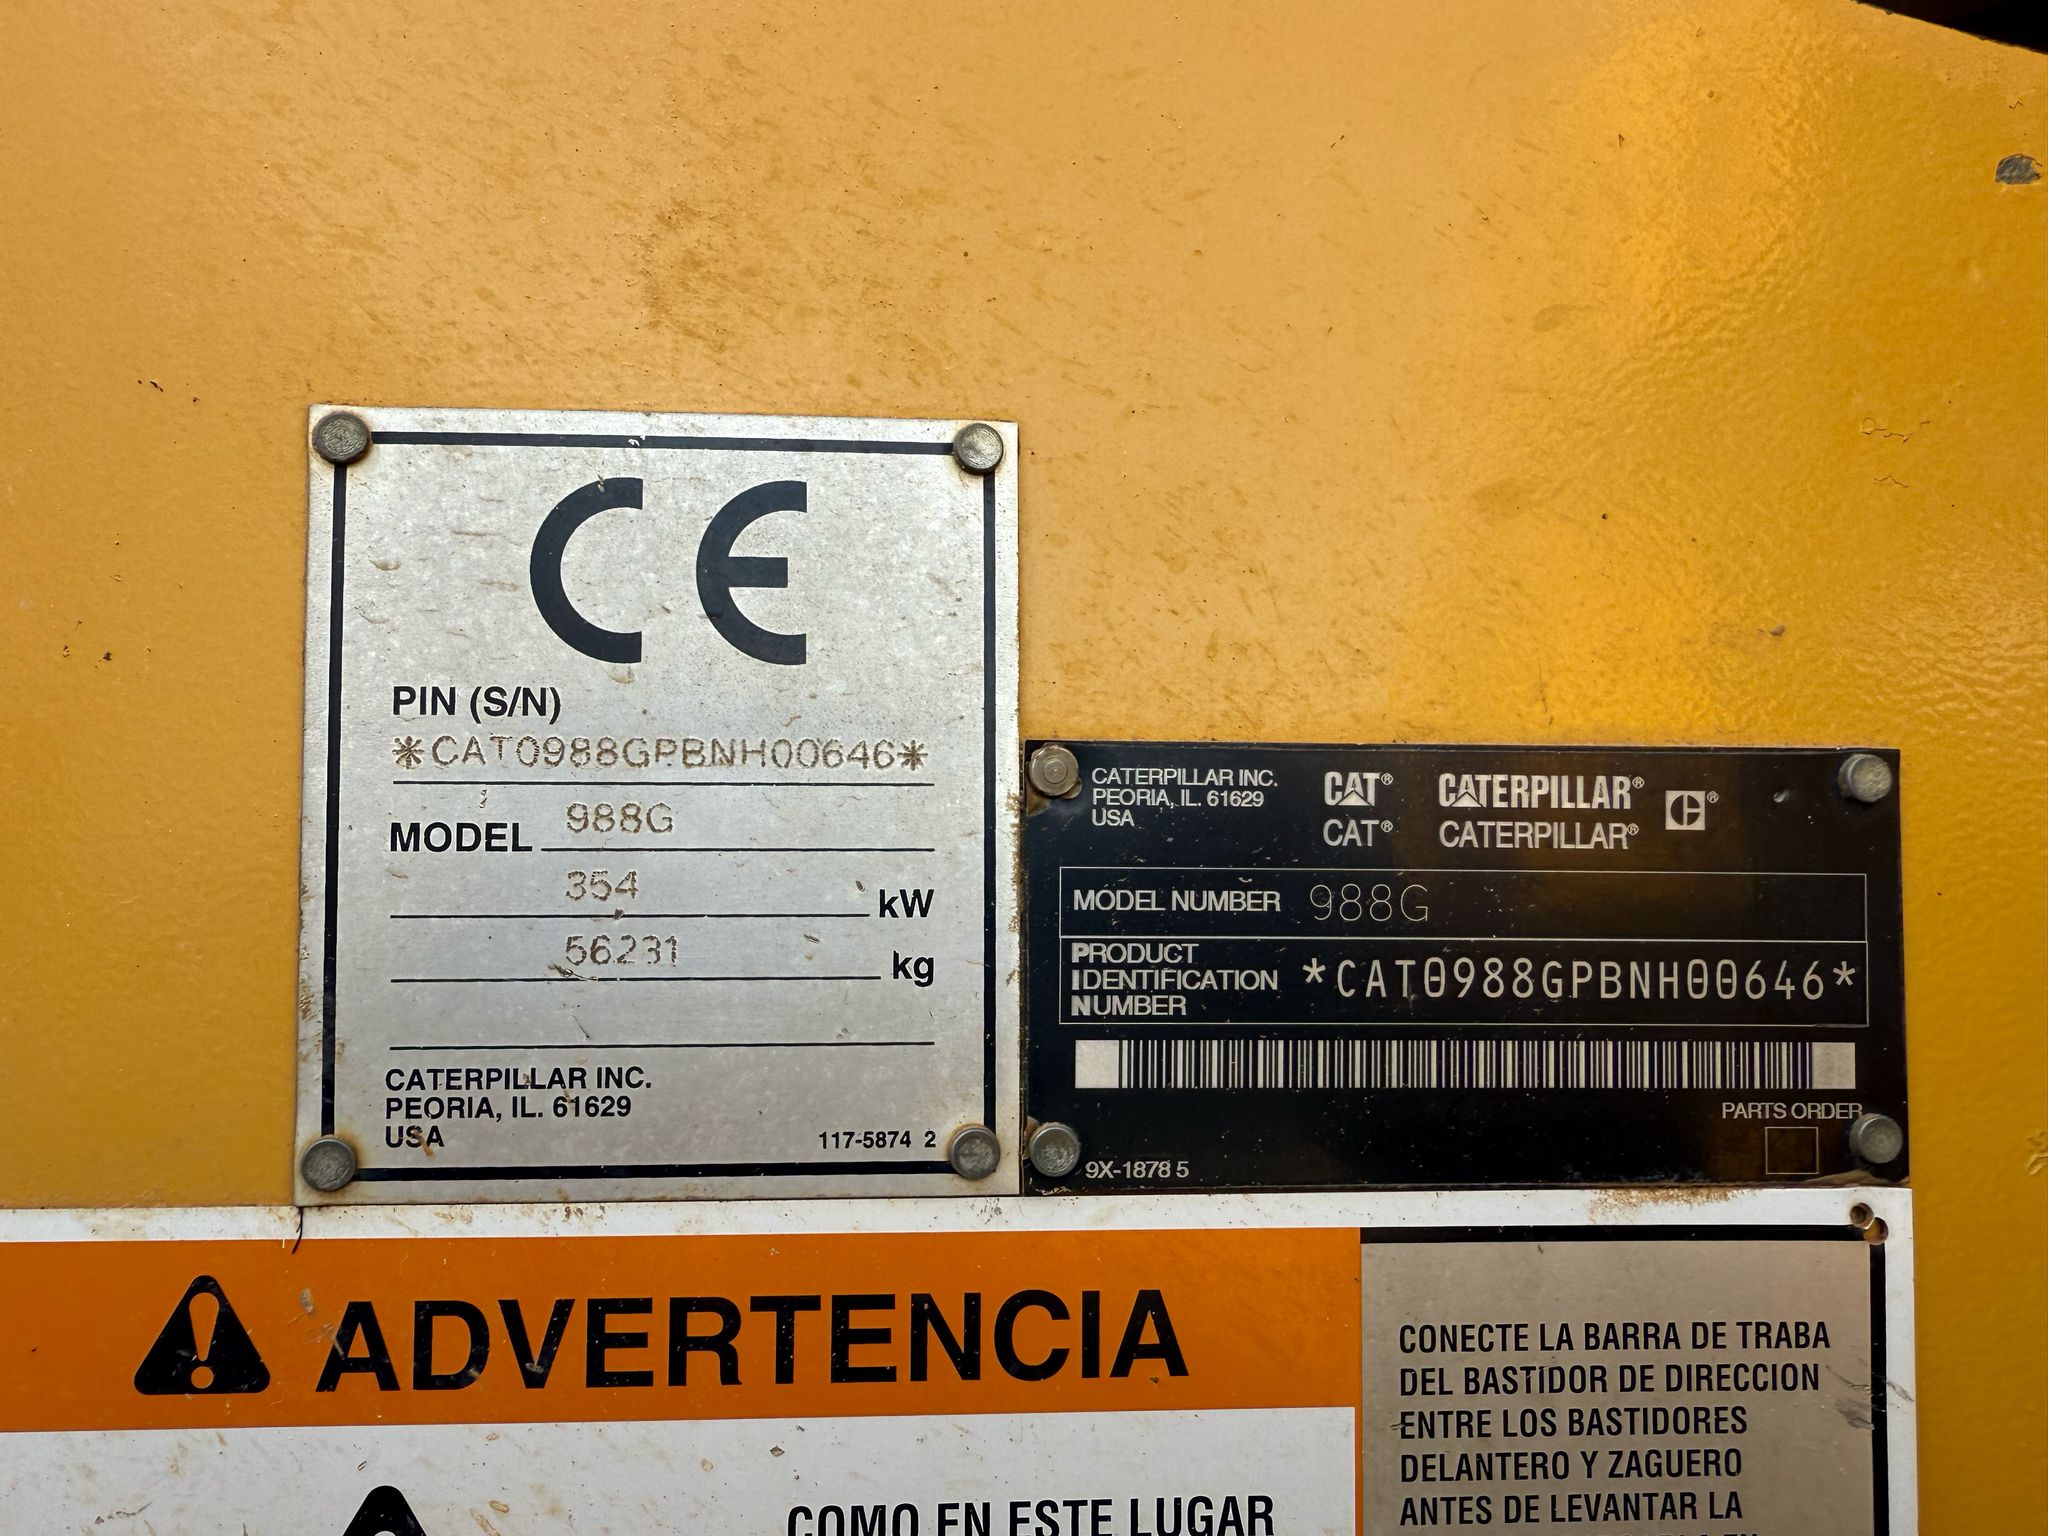 CE
PIN (S/N)
*CAT0988GPBNH00646*
MODEL 988G
354 kW
56231 kg
CATERPILLAR INC.
PEORIA, IL. 61629
USA
117-5874 2
CATERPILLAR INC.
PEORIA, IL. 61629
USA
CAT® CATERPILLAR® C®
CAT® CATERPILLAR®
MODEL NUMBER 988G
PRODUCT
IDENTIFICATION
NUMBER
*CAT0988GPBNH00646*
PARTS ORDER
9X-1878 5
ADVERTENCIA
COMO EN ESTE LUGAR
CONECTE LA BARRA DE TRABA
DEL BASTIDOR DE DIRECCION
ENTRE LOS BASTIDORES
DELANTERO Y ZAGUERO
ANTES DE LEVANTAR LA